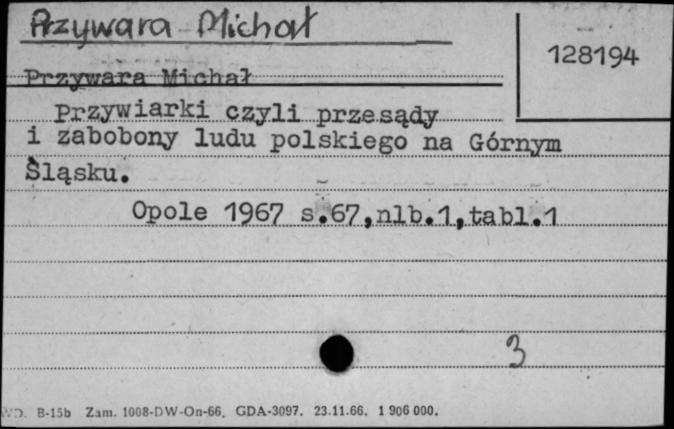 Przywara Michał
128194
Przywara Michał
Przywiarki czyli przesądy
i zabobony ludu polskiego na Górnym
Śląsku.
Opole 1967 s.67,nlb.1,tabl.1
3
B-15b Zam. 1008-DW-On-66. GDA-3097. 23.11.66. 1 906 000.